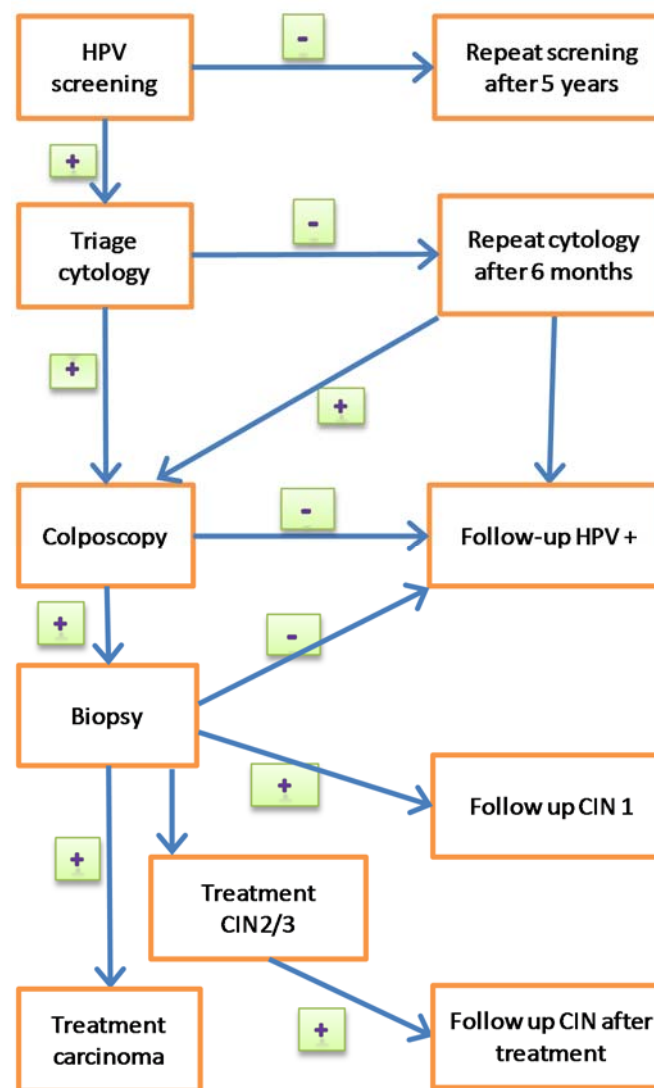 HPV
screening
-
Repeat screning
after 5 years
+
Triage
cytology
-
Repeat cytology
after 6 months
+
+
Colposcopy
-
Follow-up HPV +
+
-
Biopsy
+
Follow up CIN 1
+
Treatment
CIN2/3
Treatment
carcinoma
+
Follow up CIN after
treatment